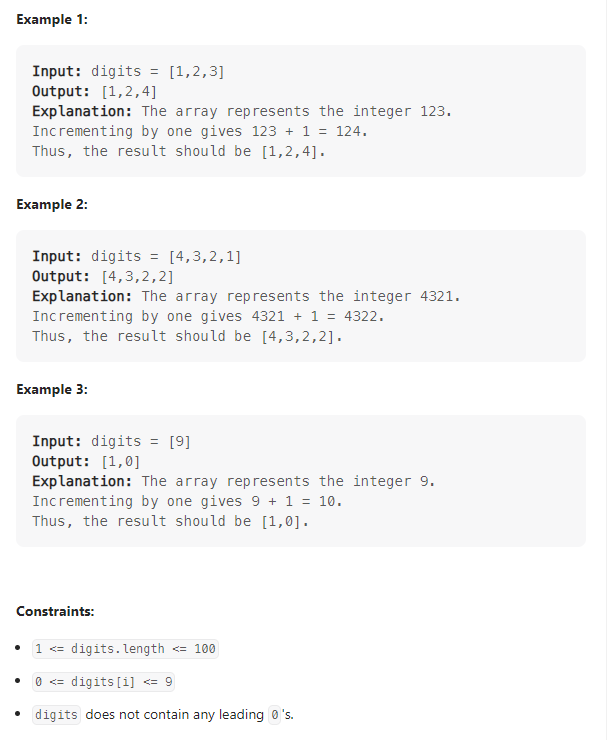 Example 1:
Input: digits = [1,2,3]
Output: [1,2,4]
Explanation: The array represents the integer 123.
Incrementing by one gives 123 + 1 = 124.
Thus, the result should be [1,2,4].
Example 2:
Input: digits = [4,3,2,1]
Output: [4,3,2,2]
Explanation: The array represents the integer 4321.
Incrementing by one gives 4321 + 1 = 4322.
Thus, the result should be [4,3,2,2].
Example 3:
Input: digits = [9]
Output: [1,0]
Explanation: The array represents the integer 9.
Incrementing by one gives 9 + 1 = 10.
Thus, the result should be [1,0].
Constraints:
• 1 <= digits.length <= 100
• 0 <= digits[i] <= 9
• digits does not contain any leading 0's.